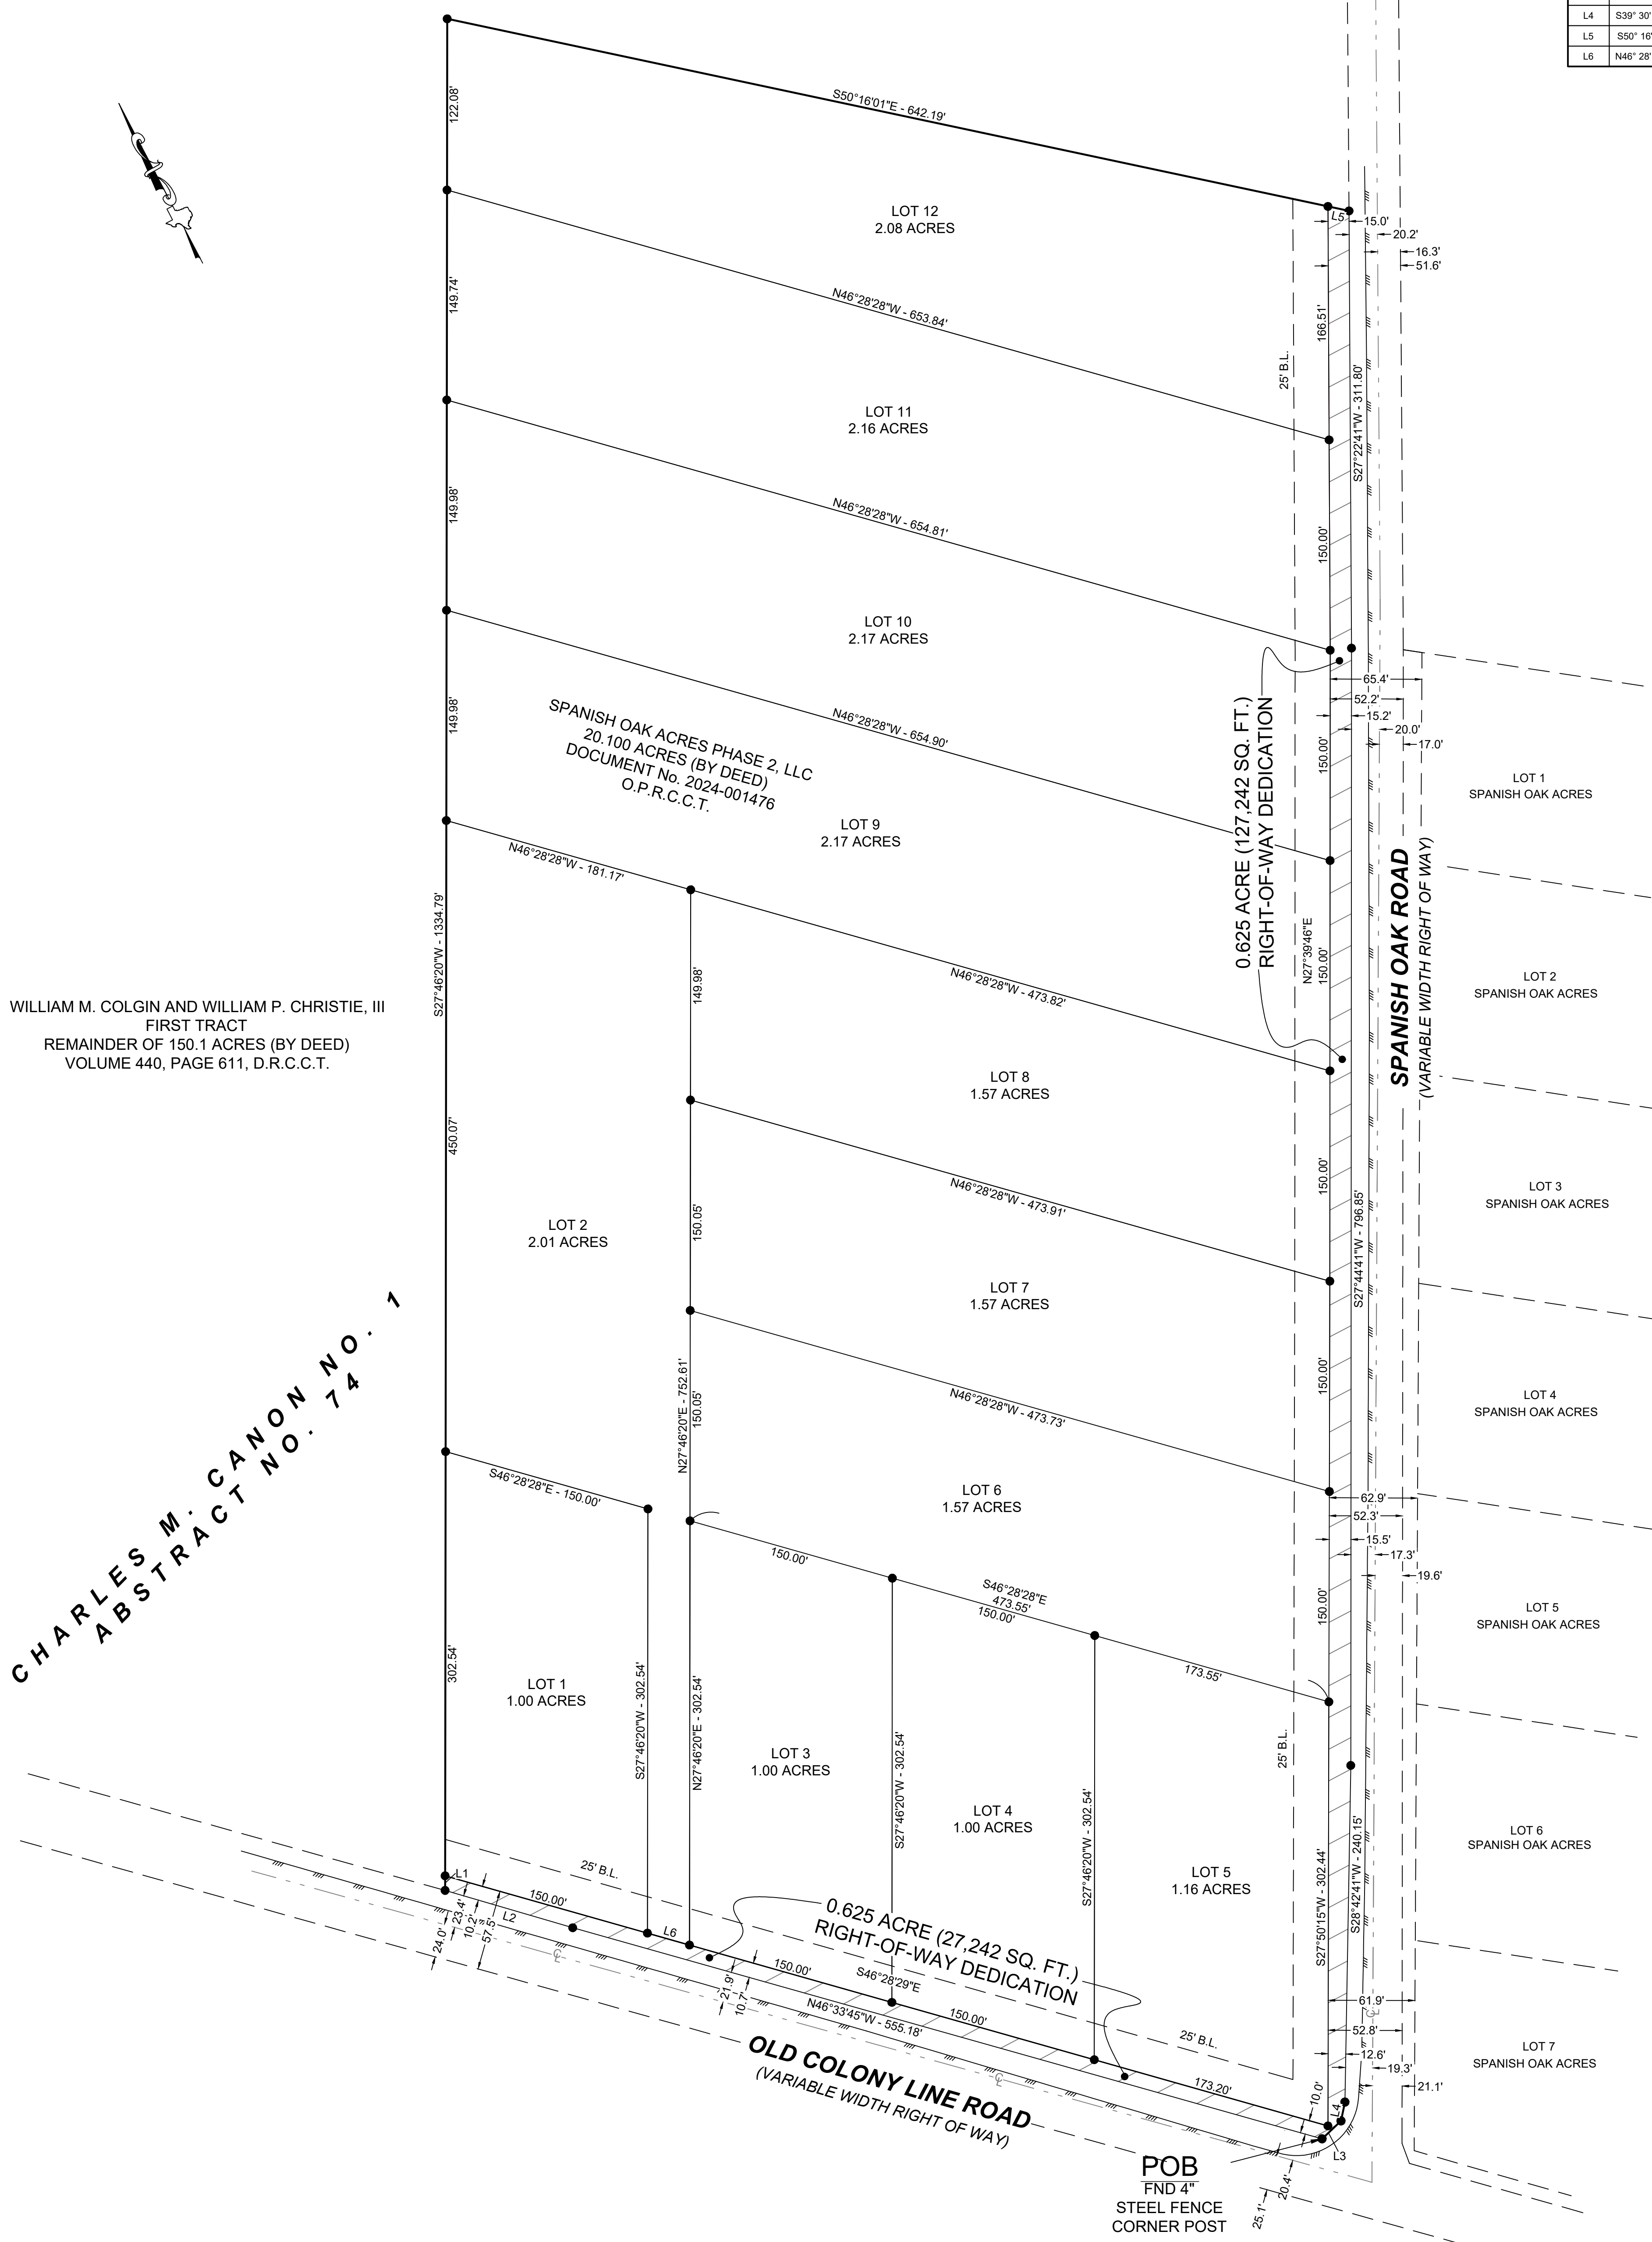 L4 S39° 30'
L5 S50° 16'
L6 N46° 28'
S50°16'01"E - 642.19'
122.08'
LOT 12
2.08 ACRES
L5
15.0'
20.2'
16.3'
51.6'
149.74'
N46°28'28"W - 653.84'
166.51'
25' B.L.
S27°22'41"W - 311.80'
LOT 11
2.16 ACRES
149.98'
N46°28'28"W - 654.81'
150.00'
LOT 10
2.17 ACRES
65.4'
52.2'
15.2'
20.0'
17.0'
149.98'
SPANISH OAK ACRES PHASE 2, LLC
20.100 ACRES (BY DEED)
DOCUMENT No. 2024-001476
O.P.R.C.C.T.
N46°28'28"W - 654.90'
0.625 ACRE (127,242 SQ. FT.)
RIGHT-OF-WAY DEDICATION
150.00'
LOT 1
SPANISH OAK ACRES
LOT 9
2.17 ACRES
N46°28'28"W - 181.17'
S27°46'20"W - 1334.79'
149.98'
N46°28'28"W - 473.82'
N27°39'46"E
150.00'
SPANISH OAK ROAD
(VARIABLE WIDTH RIGHT OF WAY)
LOT 2
SPANISH OAK ACRES
WILLIAM M. COLGIN AND WILLIAM P. CHRISTIE, III
FIRST TRACT
REMAINDER OF 150.1 ACRES (BY DEED)
VOLUME 440, PAGE 611, D.R.C.C.T.
LOT 8
1.57 ACRES
450.07'
150.00'
LOT 3
SPANISH OAK ACRES
N46°28'28"W - 473.91'
150.05'
LOT 2
2.01 ACRES
S27°44'41"W - 796.85'
LOT 7
1.57 ACRES
CHARLES M. CANON NO. 1
ABSTRACT NO. 74
N27°46'20"E - 752.61'
150.05'
N46°28'28"W - 473.73'
150.00'
LOT 4
SPANISH OAK ACRES
S46°28'28"E - 150.00'
LOT 6
1.57 ACRES
62.9'
52.3'
15.5'
17.3'
19.6'
150.00'
S46°28'28"E
473.55'
150.00'
173.55'
150.00'
LOT 5
SPANISH OAK ACRES
302.54'
LOT 1
1.00 ACRES
S27°46'20"W - 302.54'
N27°46'20"E - 302.54'
LOT 3
1.00 ACRES
S27°46'20"W - 302.54'
LOT 4
1.00 ACRES
S27°46'20"W - 302.54'
25' B.L.
LOT 5
1.16 ACRES
S27°50'15"W - 302.44'
S28°42'41"W - 240.15'
LOT 6
SPANISH OAK ACRES
L1
25' B.L.
150.00'
L2
L6
23.4'
10.2'
57.5'
24.0'
0.625 ACRE (27,242 SQ. FT.)
RIGHT-OF-WAY DEDICATION
150.00'
S46°28'29"E
21.9'
10.7'
N46°33'45"W - 555.18'
150.00'
25' B.L.
173.20'
61.9'
52.8'
12.6'
19.3'
21.1'
LOT 7
SPANISH OAK ACRES
CL
CL
CL
OLD COLONY LINE ROAD
(VARIABLE WIDTH RIGHT OF WAY)
10.0'
L4
L3
POB
FND 4"
STEEL FENCE
CORNER POST
20.4'
25.1'